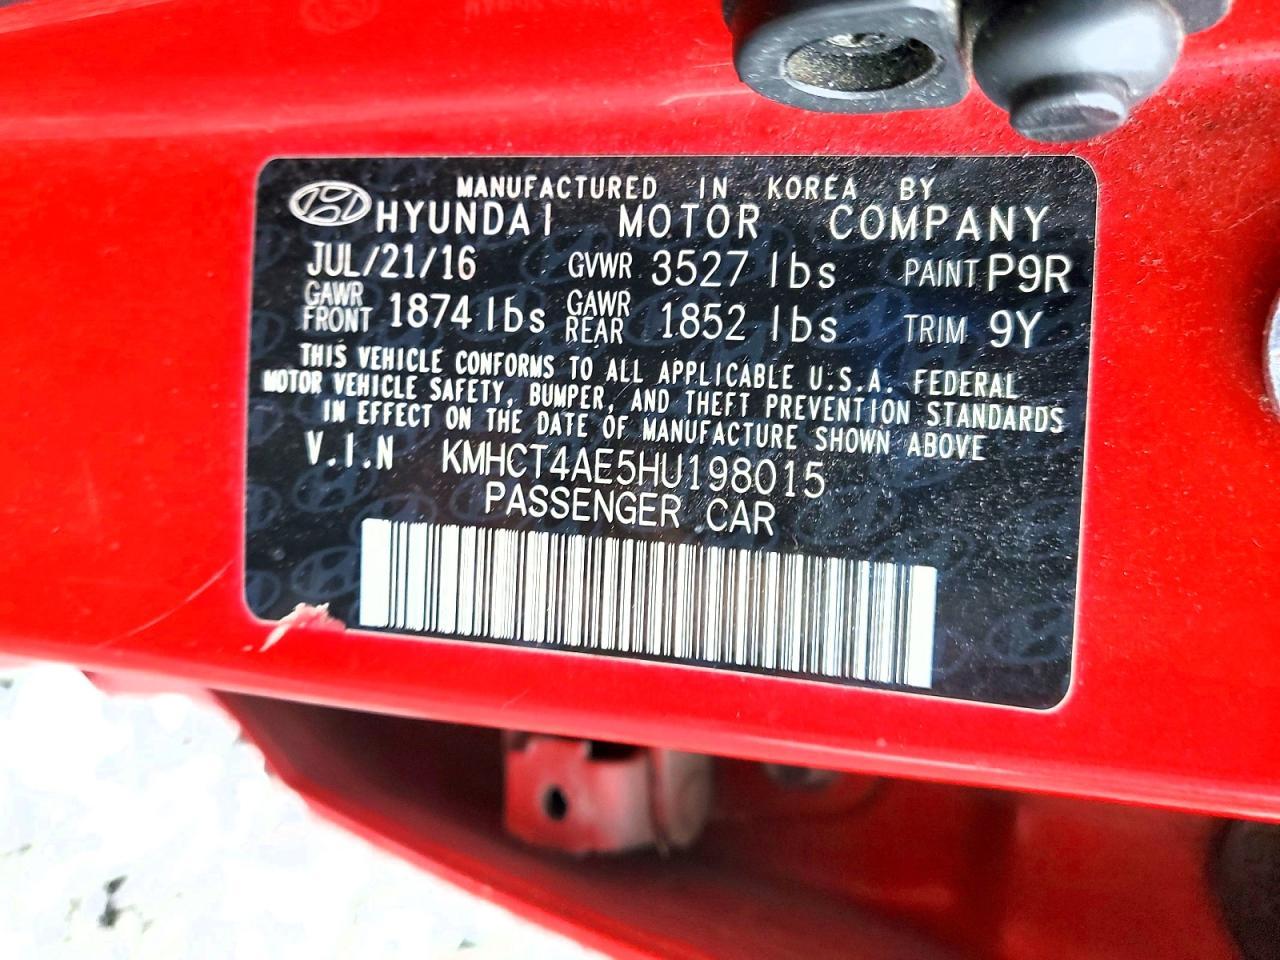 MANUFACTURED IN KOREA BY
HYUNDAI MOTOR COMPANY
JUL/21/16 GVWR 3527 lbs PAINT P9R
GAWR FRONT 1874 lbs GAWR REAR 1852 lbs TRIM 9Y
THIS VEHICLE CONFORMS TO ALL APPLICABLE U.S.A. FEDERAL
MOTOR VEHICLE SAFETY, BUMPER, AND THEFT PREVENTION STANDARDS
IN EFFECT ON THE DATE OF MANUFACTURE SHOWN ABOVE
V.I.N KMHCT4AE5HU198015
PASSENGER CAR